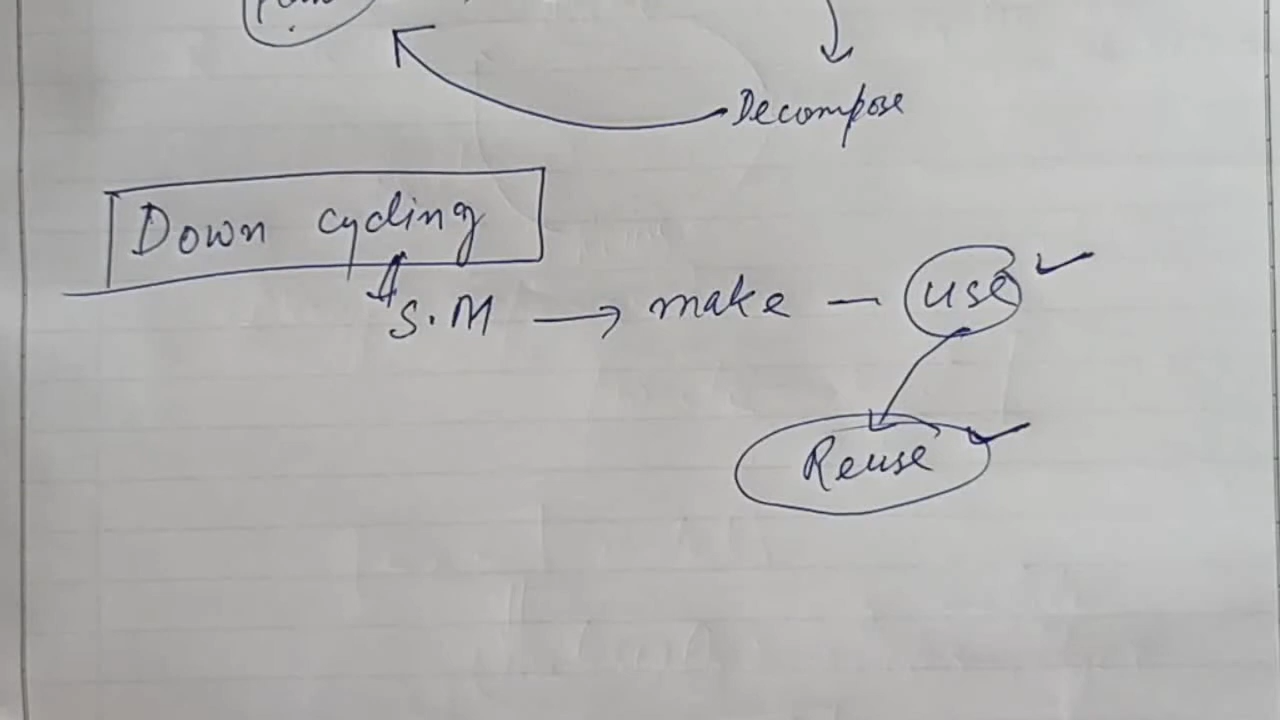 Decompose
Down cycling
S.M → make — use ✓
Reuse ✓